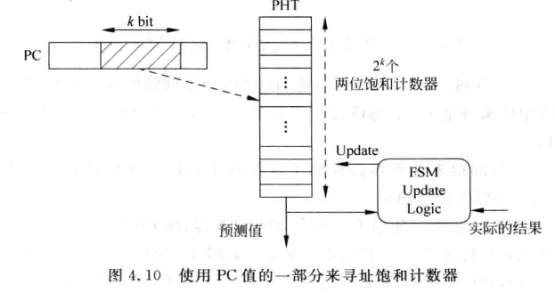 PHT
k bit
PC
2^k个
两位饱和计数器
⋮
⋮
Update
FSM
Update
Logic
预测值
实际的结果
图 4.10 使用 PC 值的一部分来寻址饱和计数器